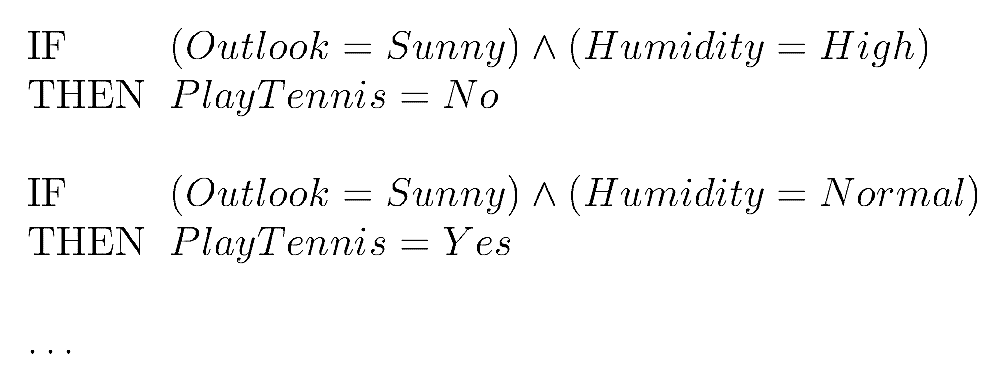 IF (Outlook = Sunny) ∧ (Humidity = High)
THEN PlayTennis = No
IF (Outlook = Sunny) ∧ (Humidity = Normal)
THEN PlayTennis = Yes
...